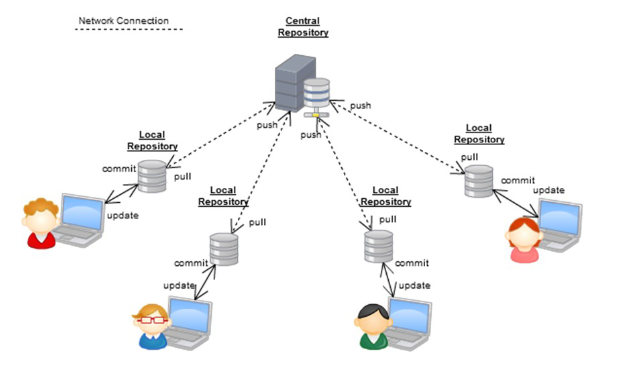 Network Connection
Central
Repository
push
push
push
Local
Repository
Local
Repository
commit
pull
pull
commit
update
Local
Repository
Local
Repository
update
pull
pull
commit
commit
update
update